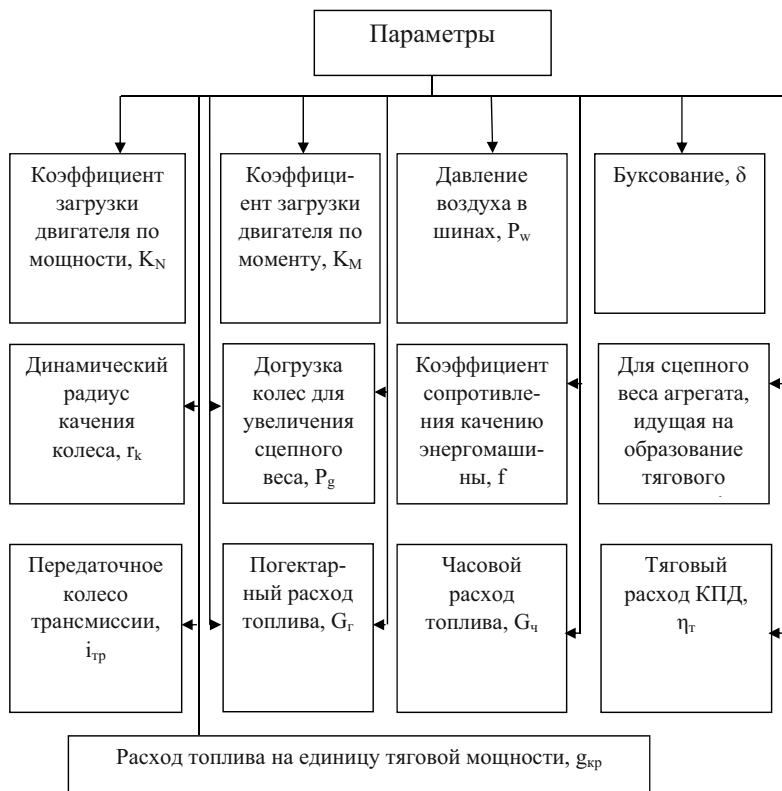 Параметры
Коэффициент
загрузки
двигателя по
мощности, K_N
Коэффици-
ент загрузки
двигателя по
моменту, K_M
Давление
воздуха в
шинах, P_w
Буксование, δ
Динамический
радиус
качения
колеса, r_k
Догрузка
колес для
увеличения
сцепного
веса, P_g
Коэффициент
сопротивле-
ния качению
энергомаши-
ны, f
Для сцепного
веса агрегата,
идущая на
образование
тягового
Передаточное
колесо
трансмиссии,
i_тр
Погектар-
ный расход
топлива, G_г
Часовой
расход
топлива, G_ч
Тяговый
расход КПД,
η_т
Расход топлива на единицу тяговой мощности, g_кр